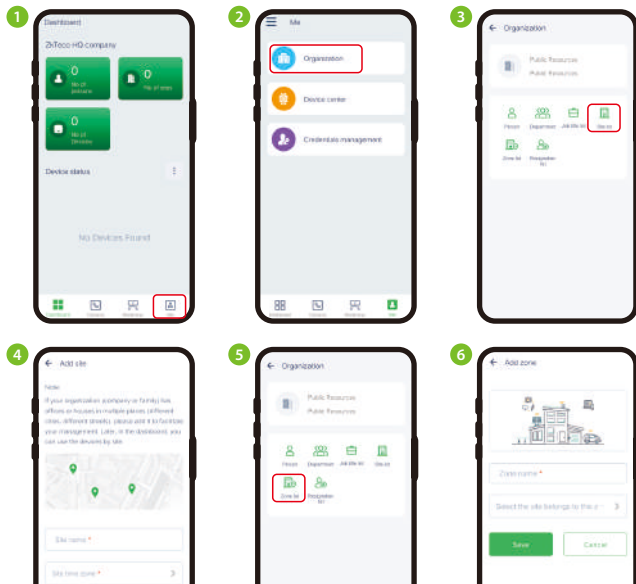 1
Dashboard
ZkTeco HQ company
0
No of persons
0
No of sites
0
No of Devices
Device status
No Devices Found
Dashboard
Me
2
Me
Organization
Device center
Credentials management
Me
3
Organization
Public Resources
Public Resources
Person
Department
Job title list
Site list
Zone list
Resignation list
4
Add site
Note:
If your organization (company or family) has
offices or houses in multiple places (different
cities, different streets), please add it to facilitate
your management. Later, in the dashboard, you
can use the devices by site
Site name *
Site time zone *
5
Organization
Public Resources
Public Resources
Person
Department
Job title list
Site list
Zone list
Resignation list
6
Add zone
Zone name *
Select the site belongs to this z...
Save
Cancel